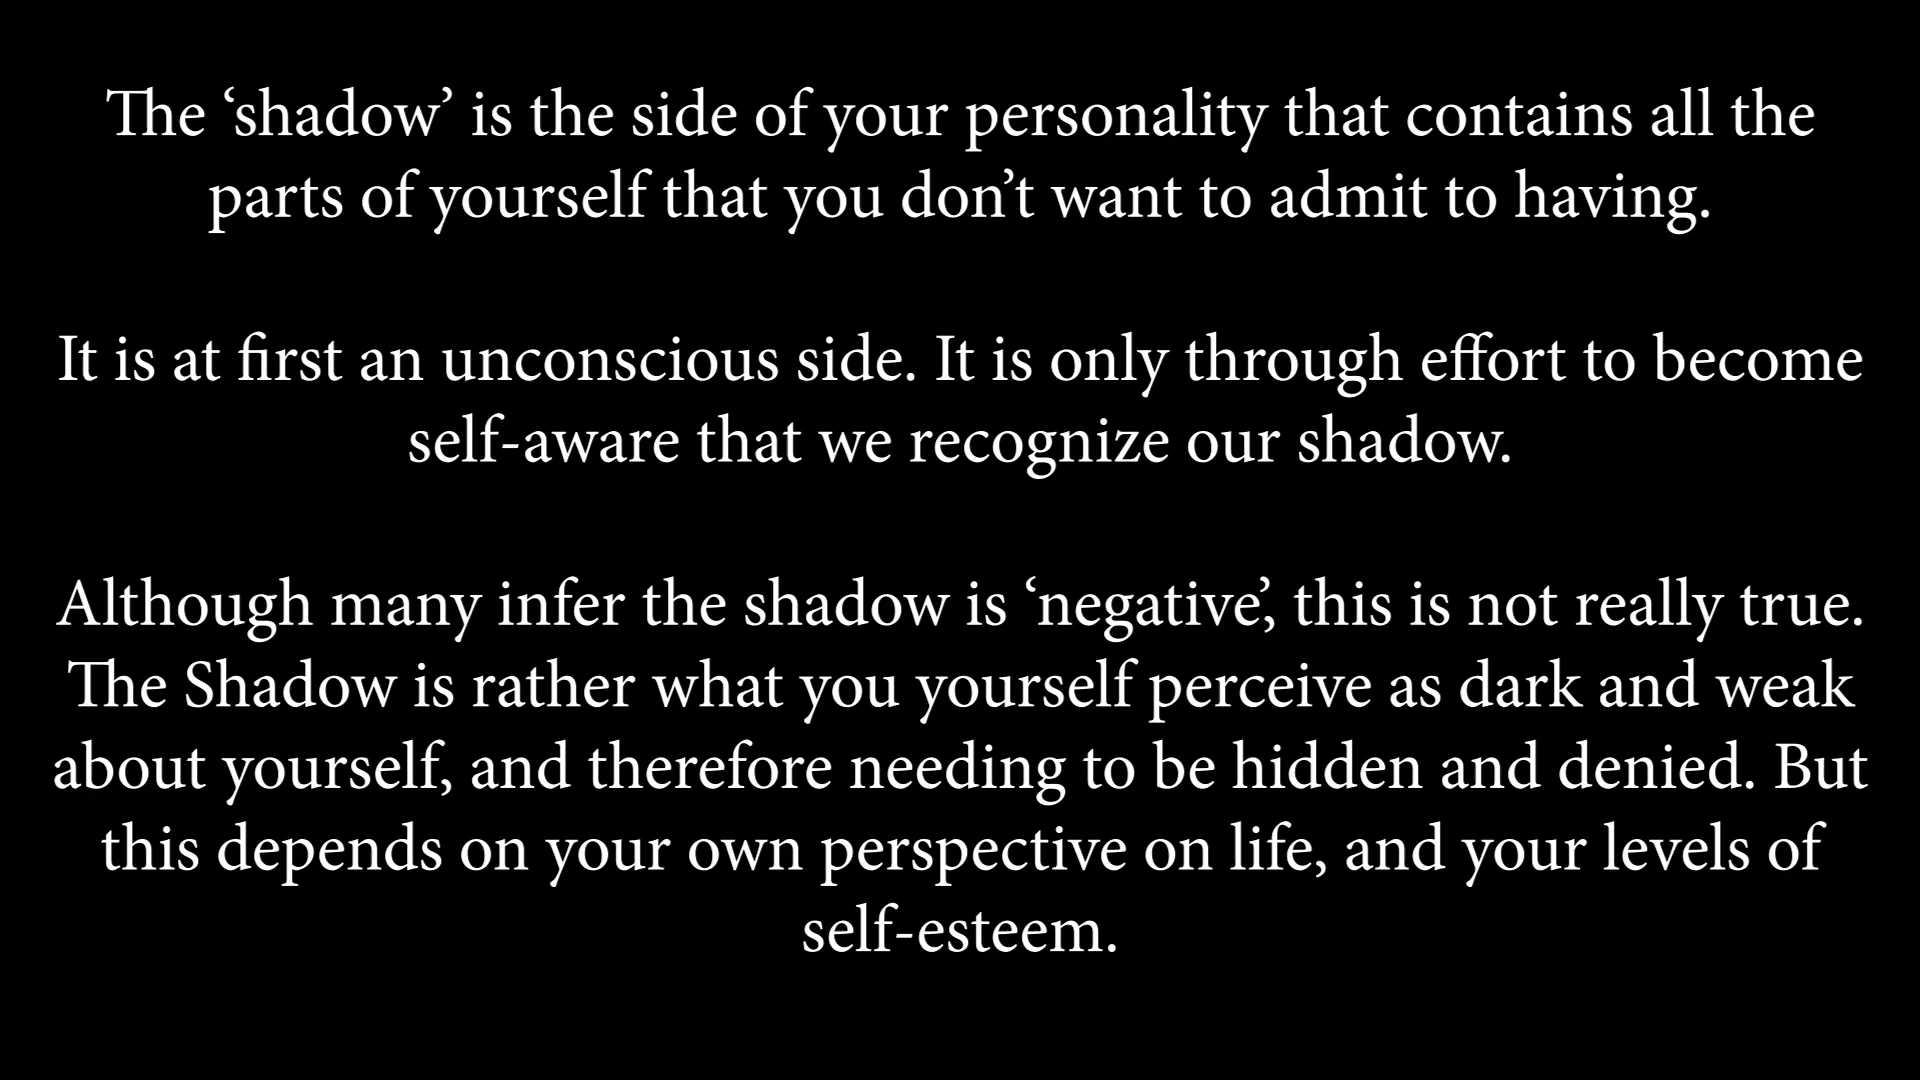 The ‘shadow’ is the side of your personality that contains all the
parts of yourself that you don’t want to admit to having.
It is at first an unconscious side. It is only through effort to become
self-aware that we recognize our shadow.
Although many infer the shadow is ‘negative’, this is not really true.
The Shadow is rather what you yourself perceive as dark and weak
about yourself, and therefore needing to be hidden and denied. But
this depends on your own perspective on life, and your levels of
self-esteem.